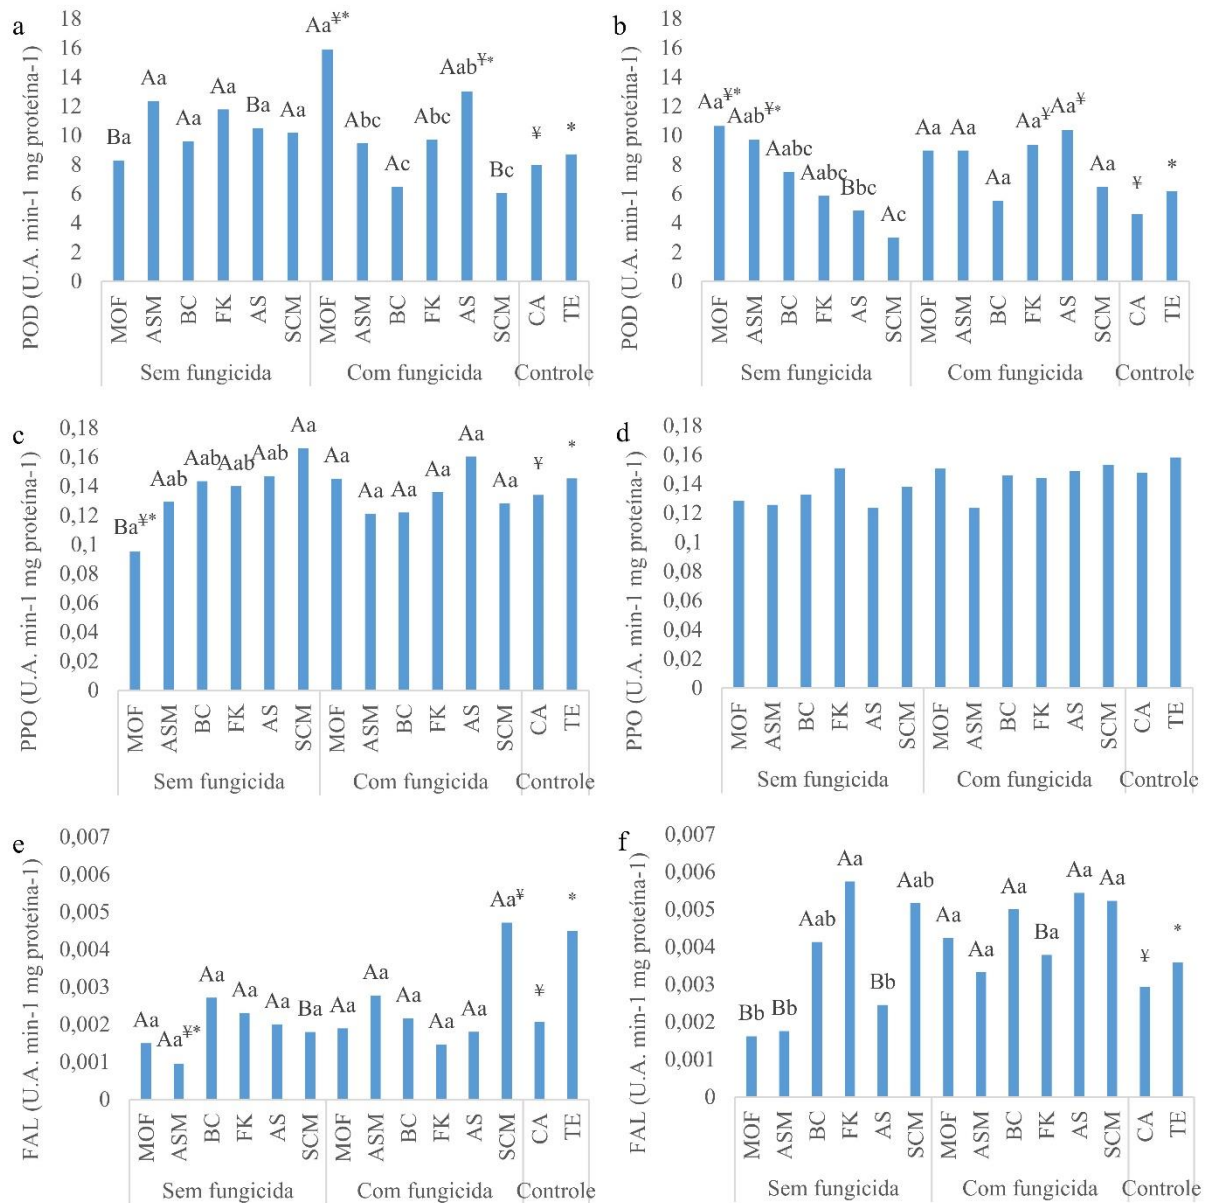 a
POD (U.A. min-1 mg proteína-1)
18
16
14
12
10
8
6
4
2
0
Ba
Aa
Aa
Aa
Ba
Aa
Aa¥*
Abc
Ac
Abc
Aab¥*
Bc
¥
*
MOF
ASM
BC
FK
AS
SCM
MOF
ASM
BC
FK
AS
SCM
CA
TE
Sem fungicida
Com fungicida
Controle
b
POD (U.A. min-1 mg proteína-1)
18
16
14
12
10
8
6
4
2
0
Aa¥*
Aab¥*
Aabc
Aabc
Bbc
Ac
Aa
Aa
Aa
Aa¥
Aa¥
Aa
¥
*
MOF
ASM
BC
FK
AS
SCM
MOF
ASM
BC
FK
AS
SCM
CA
TE
Sem fungicida
Com fungicida
Controle
c
PPO (U.A. min-1 mg proteína-1)
0,18
0,16
0,14
0,12
0,1
0,08
0,06
0,04
0,02
0
Ba¥*
Aab
Aab
Aab
Aab
Aa
Aa
Aa
Aa
Aa
Aa
Aa
¥
*
MOF
ASM
BC
FK
AS
SCM
MOF
ASM
BC
FK
AS
SCM
CA
TE
Sem fungicida
Com fungicida
Controle
d
PPO (U.A. min-1 mg proteína-1)
0,18
0,16
0,14
0,12
0,1
0,08
0,06
0,04
0,02
0
MOF
ASM
BC
FK
AS
SCM
MOF
ASM
BC
FK
AS
SCM
CA
TE
Sem fungicida
Com fungicida
Controle
e
FAL (U.A. min-1 mg proteína-1)
0,007
0,006
0,005
0,004
0,003
0,002
0,001
0
Aa
Aa¥*
Aa
Aa
Aa
Ba
Aa
Aa
Aa
Aa
Aa
Aa¥
¥
*
MOF
ASM
BC
FK
AS
SCM
MOF
ASM
BC
FK
AS
SCM
CA
TE
Sem fungicida
Com fungicida
Controle
f
FAL (U.A. min-1 mg proteína-1)
0,007
0,006
0,005
0,004
0,003
0,002
0,001
0
Bb
Bb
Aab
Aa
Bb
Aab
Aa
Aa
Aa
Ba
Aa
Aa
¥
*
MOF
ASM
BC
FK
AS
SCM
MOF
ASM
BC
FK
AS
SCM
CA
TE
Sem fungicida
Com fungicida
Controle